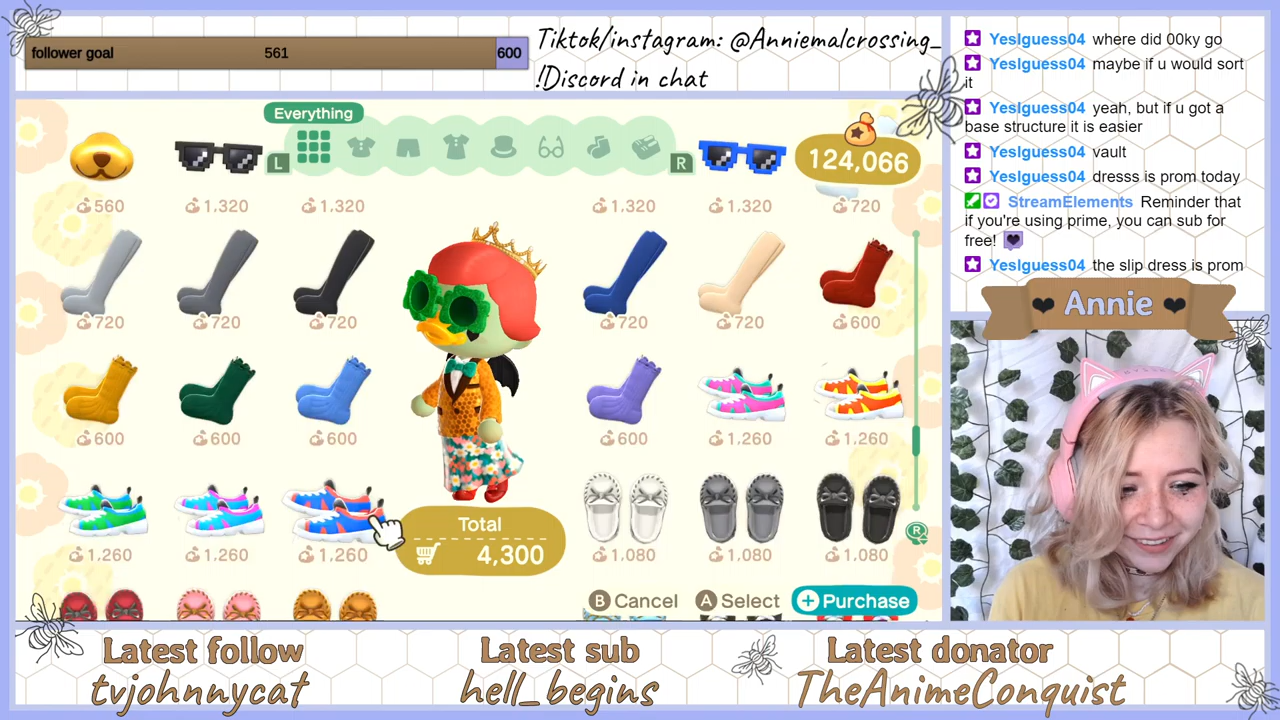 follower goal 561 600
Tiktok/instagram: @Anniemalcrossing_
!Discord in chat
Everything
L
R
124,066
560 1.320 1.320 1.320 1.320 720
720 720 720 720 720 600
600 600 600 600 1.260 1.260
1.260 1.260 1.260 1.080 1.080 1.080
Total
4,300
R
B Cancel A Select + Purchase
YesIguess04 where did 00ky go
YesIguess04 maybe if u would sort
it
YesIguess04 yeah, but if u got a
base structure it is easier
YesIguess04 vault
YesIguess04 dresss is prom today
StreamElements Reminder that
if you're using prime, you can sub for
free!
YesIguess04 the slip dress is prom
Annie
Latest follow
tvjohnnycat
Latest sub
hell_begins
Latest donator
TheAnimeConquist